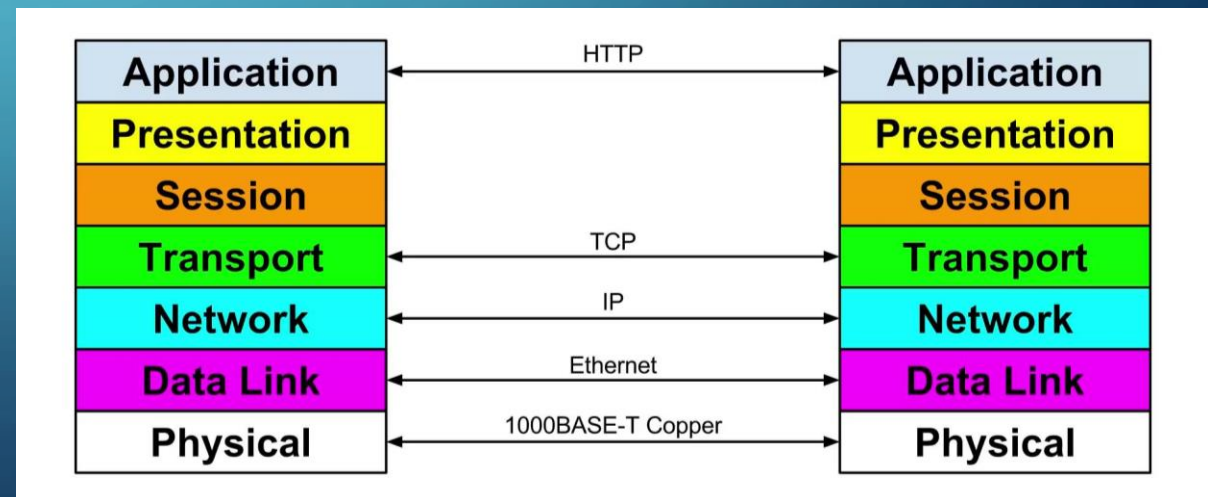 HTTP
Application Application
Presentation Presentation
Session Session
TCP
Transport Transport
IP
Network Network
Ethernet
Data Link Data Link
1000BASE-T Copper
Physical Physical